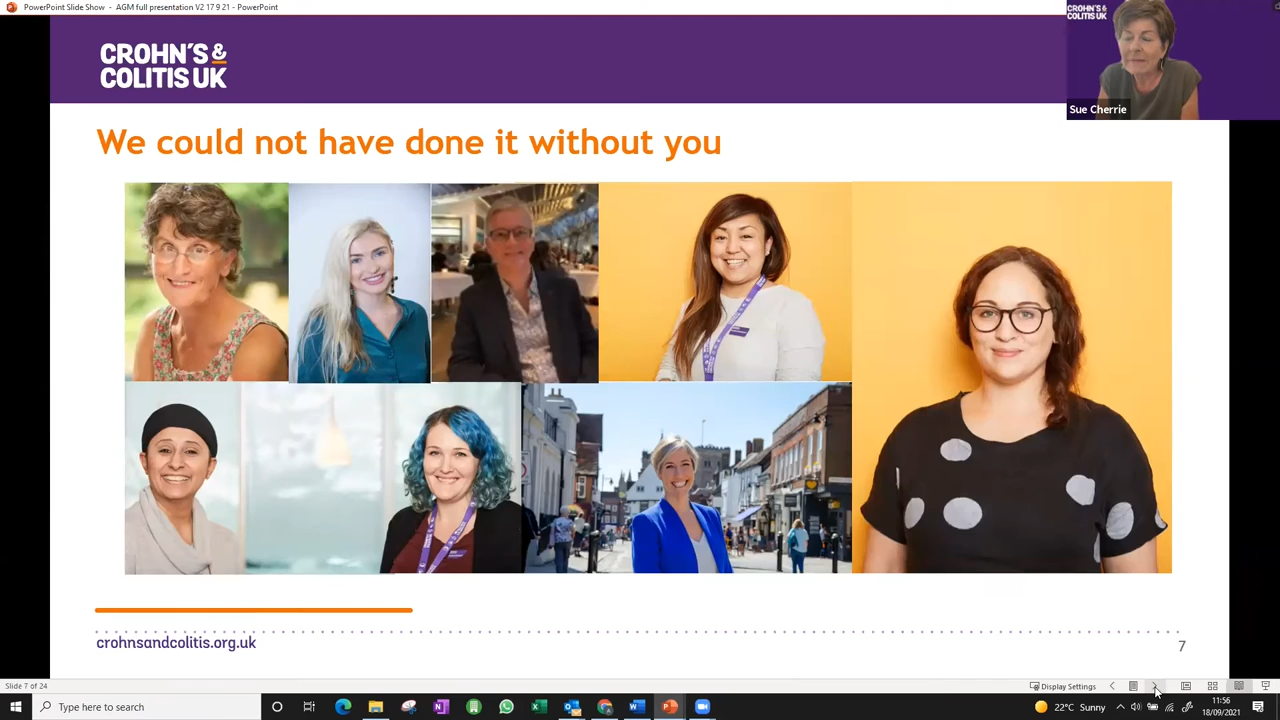 PowerPoint Slide Show - AGM full presentation V2 17 9 21 - PowerPoint
CROHN'S &
COLITIS UK
CROHN'S &
COLITIS UK
Sue Cherrie
We could not have done it without you
crohnsandcolitis.org.uk
7
Slide 7 of 24
Display Settings
Type here to search
22°C Sunny
11:56
18/09/2021